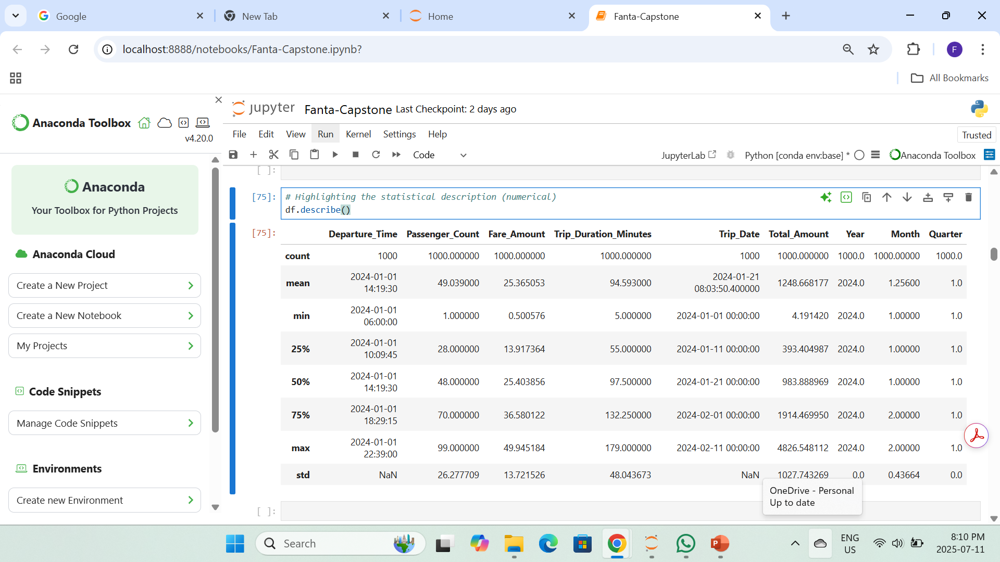 Google
New Tab
Home
Fanta-Capstone
localhost:8888/notebooks/Fanta-Capstone.ipynb?
F
All Bookmarks
Anaconda Toolbox
v4.20.0
Anaconda
Your Toolbox for Python Projects
Anaconda Cloud
Create a New Project
Create a New Notebook
My Projects
Code Snippets
Manage Code Snippets
Environments
Create new Environment
jupyter Fanta-Capstone Last Checkpoint: 2 days ago
File Edit View Run Kernel Settings Help
Trusted
Code
JupyterLab
Python [conda env:base] *
Anaconda Toolbox
[ ]:
[75]: # Highlighting the statistical description (numerical)
df.describe()
[75]: Departure_Time Passenger_Count Fare_Amount Trip_Duration_Minutes Trip_Date Total_Amount Year Month Quarter
count 1000 1000.000000 1000.000000 1000.000000 1000 1000.000000 1000.0 1000.00000 1000.0
mean 2024-01-01 14:19:30 49.039000 25.365053 94.593000 2024-01-21 08:03:50.400000 1248.668177 2024.0 1.25600 1.0
min 2024-01-01 06:00:00 1.000000 0.500576 5.000000 2024-01-01 00:00:00 4.191420 2024.0 1.00000 1.0
25% 2024-01-01 10:09:45 28.000000 13.917364 55.000000 2024-01-11 00:00:00 393.404987 2024.0 1.00000 1.0
50% 2024-01-01 14:19:30 48.000000 25.403856 97.500000 2024-01-21 00:00:00 983.888969 2024.0 1.00000 1.0
75% 2024-01-01 18:29:15 70.000000 36.580122 132.250000 2024-02-01 00:00:00 1914.469950 2024.0 2.00000 1.0
max 2024-01-01 22:39:00 99.000000 49.945184 179.000000 2024-02-11 00:00:00 4826.548112 2024.0 2.00000 1.0
std NaN 26.277709 13.721526 48.043673 NaN 1027.743269 0.0 0.43664 0.0
OneDrive - Personal
Up to date
[ ]:
Search
ENG
US
8:10 PM
2025-07-11